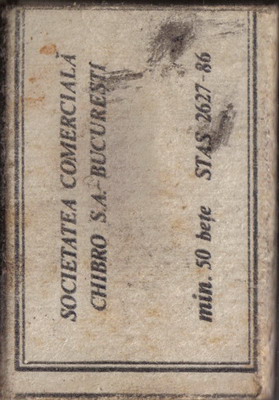 SOCIETATEA COMERCIALĂ
CHIBRO S.A.-BUCUREȘTI
min. 50 bețe STAS 2627-86